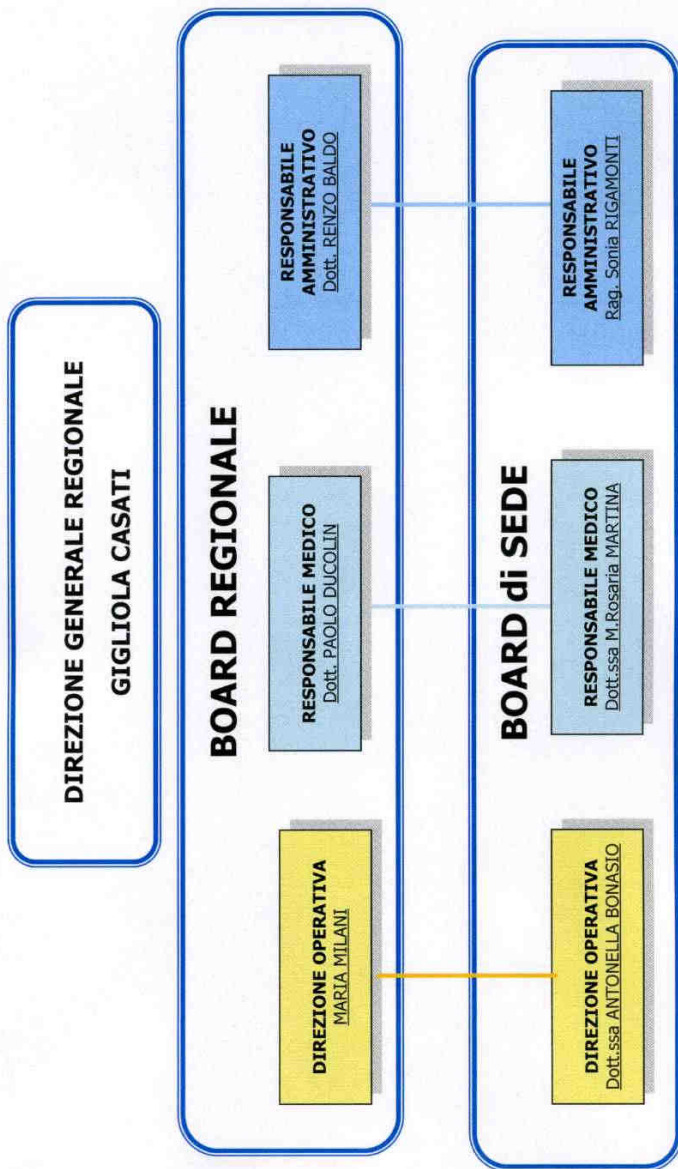 DIREZIONE GENERALE REGIONALE
GIGLIOLA CASATI
BOARD REGIONALE
DIREZIONE OPERATIVA
MARIA MILANI
RESPONSABILE MEDICO
Dott. PAOLO DUCOLIN
RESPONSABILE
AMMINISTRATIVO
Dott. RENZO BALDO
BOARD di SEDE
DIREZIONE OPERATIVA
Dott.ssa ANTONELLA BONASIO
RESPONSABILE MEDICO
Dott.ssa M.Rosaria MARTINA
RESPONSABILE
AMMINISTRATIVO
Rag. Sonia RIGAMONTI